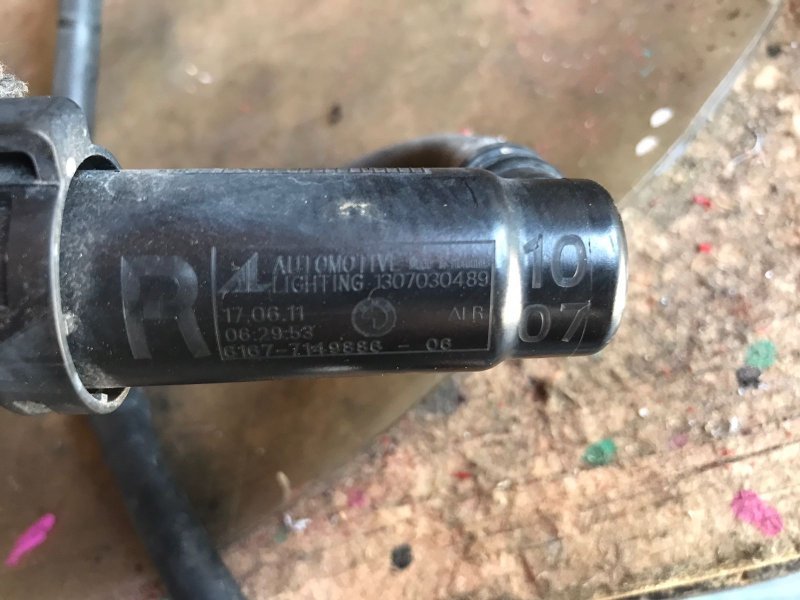 R
AUTOMOTIVE
LIGHTING 1307030489
17.06.11
06:29:53
ALR
6167-7149886 - 06
10
07